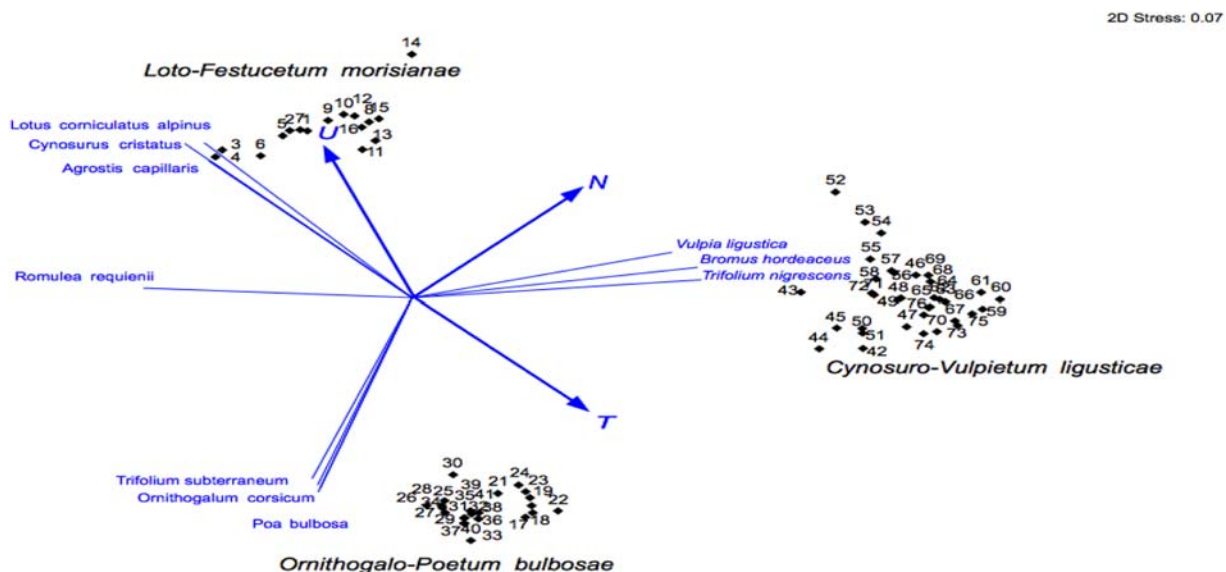 2D Stress: 0.07
14
Loto-Festucetum morisianae
9 10 12 8 15
5 27 1
16 13
11
3 6
4
U
Lotus corniculatus alpinus
Cynosurus cristatus
Agrostis capillaris
N
52
53
54
Vulpia ligustica
Bromus hordeaceus
Trifolium nigrescens
55 57 46 69
58 56 68
61 60
Romulea requienii
43 72 48 65 66
49 76 67 59
45 50 47 70 75
51 73
44 42 74
Cynosuro-Vulpietum ligusticae
T
Trifolium subterraneum
Ornithogalum corsicum
Poa bulbosa
30
28 25 39 21 24 23
26 35 41 19 22
27 31 38
29 36 17 18
37 40 33
Ornithogalo-Poetum bulbosae